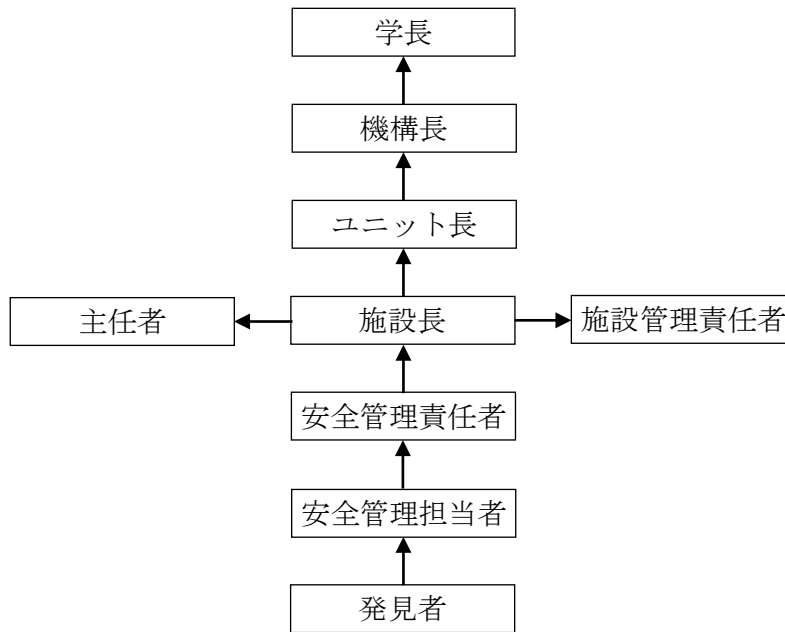 学長
機構長
ユニット長
主任者
施設長
施設管理責任者
安全管理責任者
安全管理担当者
発見者